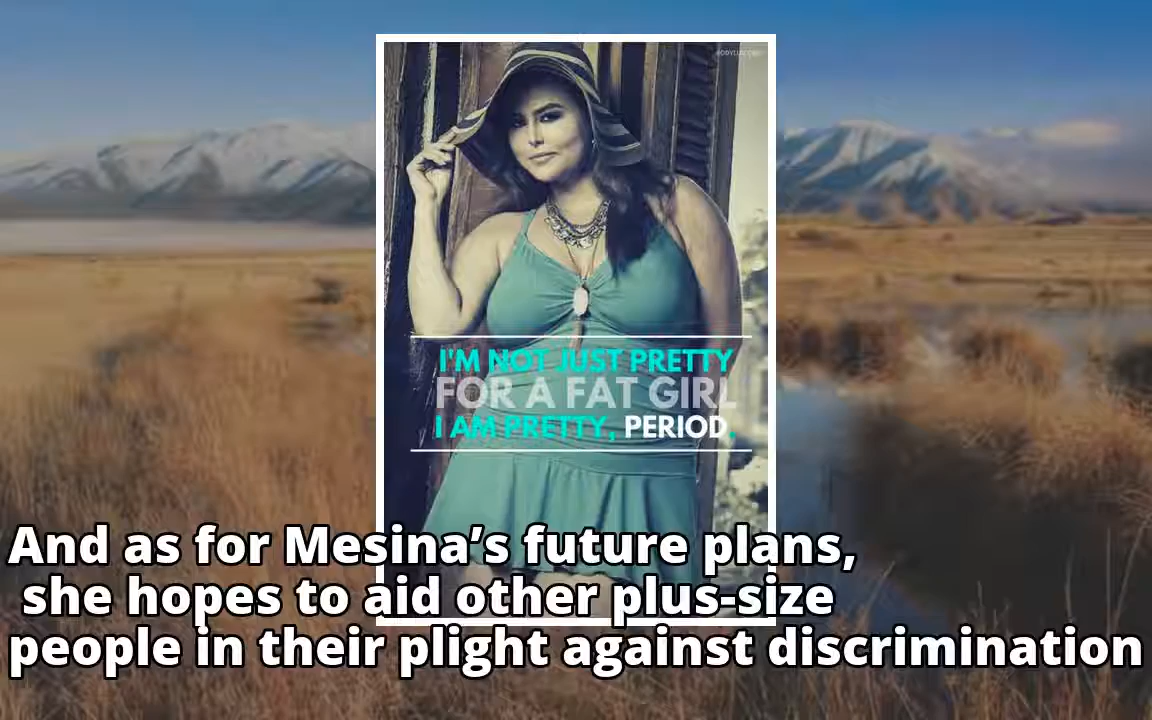 I'M NOT JUST PRETTY
FOR A FAT GIRL
I AM PRETTY, PERIOD.
And as for Mesina’s future plans,
she hopes to aid other plus-size
people in their plight against discrimination